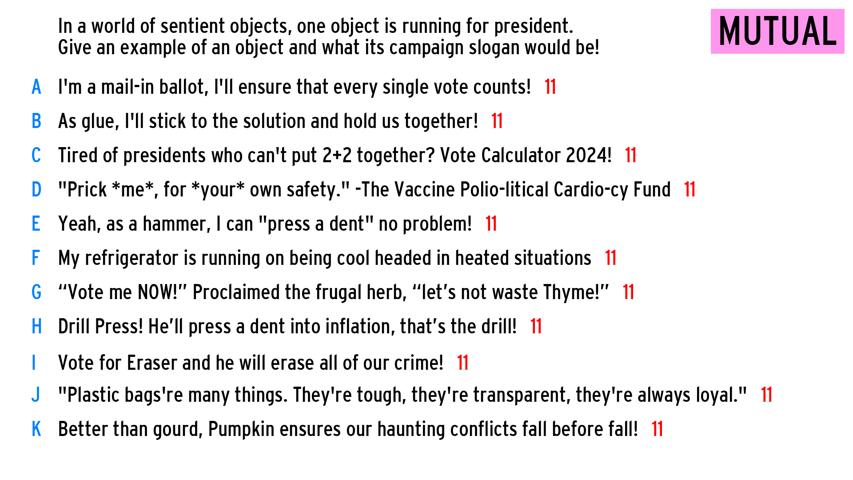 In a world of sentient objects, one object is running for president.
Give an example of an object and what its campaign slogan would be!
MUTUAL
A I'm a mail-in ballot, I'll ensure that every single vote counts! 11
B As glue, I'll stick to the solution and hold us together! 11
C Tired of presidents who can't put 2+2 together? Vote Calculator 2024! 11
D "Prick *me*, for *your* own safety." -The Vaccine Polio-litical Cardio-cy Fund 11
E Yeah, as a hammer, I can "press a dent" no problem! 11
F My refrigerator is running on being cool headed in heated situations 11
G “Vote me NOW!” Proclaimed the frugal herb, “let’s not waste Thyme!” 11
H Drill Press! He’ll press a dent into inflation, that’s the drill! 11
I Vote for Eraser and he will erase all of our crime! 11
J "Plastic bags're many things. They're tough, they're transparent, they're always loyal." 11
K Better than gourd, Pumpkin ensures our haunting conflicts fall before fall! 11